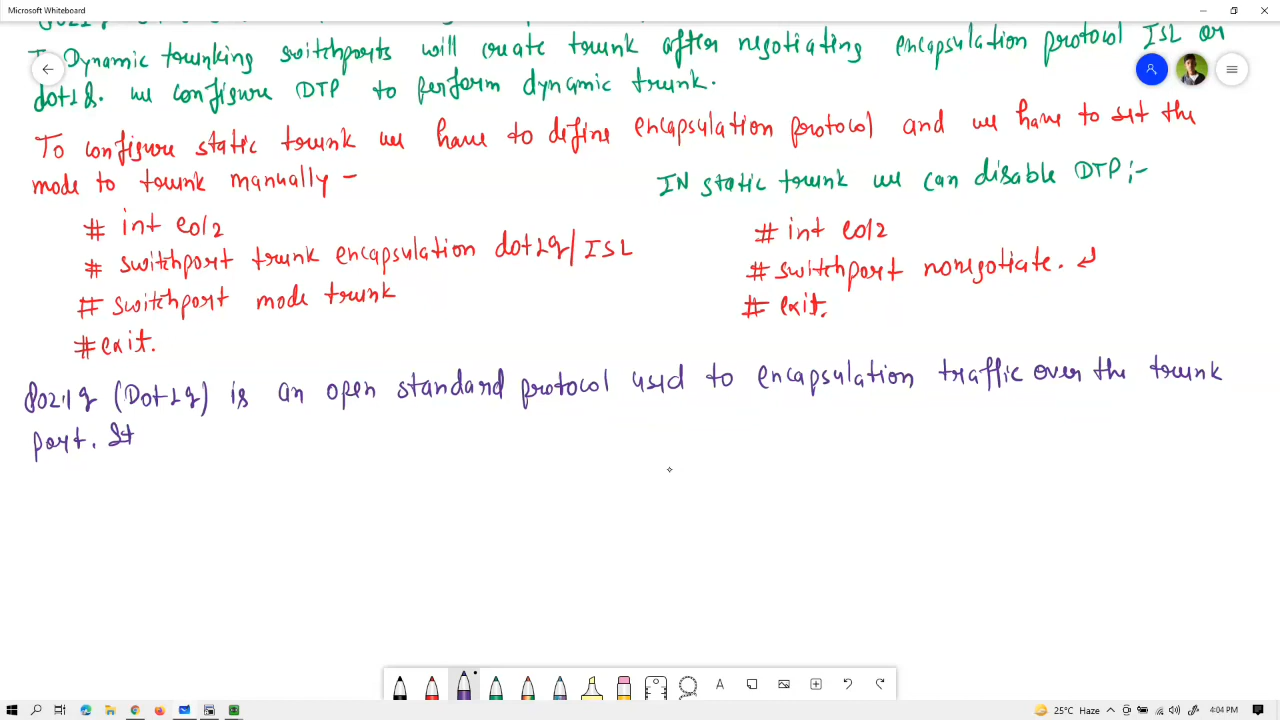 Microsoft Whiteboard
Dynamic trunking switchports will create trunk after negotiating encapsulation protocol ISL or
dot1q. we configure DTP to perform dynamic trunk.
To configure static trunk we have to define encapsulation protocol and we have to set the
mode to trunk manually -
# int e0/2
# switchport trunk encapsulation dot1q/ISL
# switchport mode trunk
# exit.
IN static trunk we can disable DTP:-
# int e0/2
# switchport nonegotiate. ↵
# exit.
802.1q (Dot1q) is an open standard protocol used to encapsulation traffic over the trunk
port. It
25°C Haze
4:04 PM